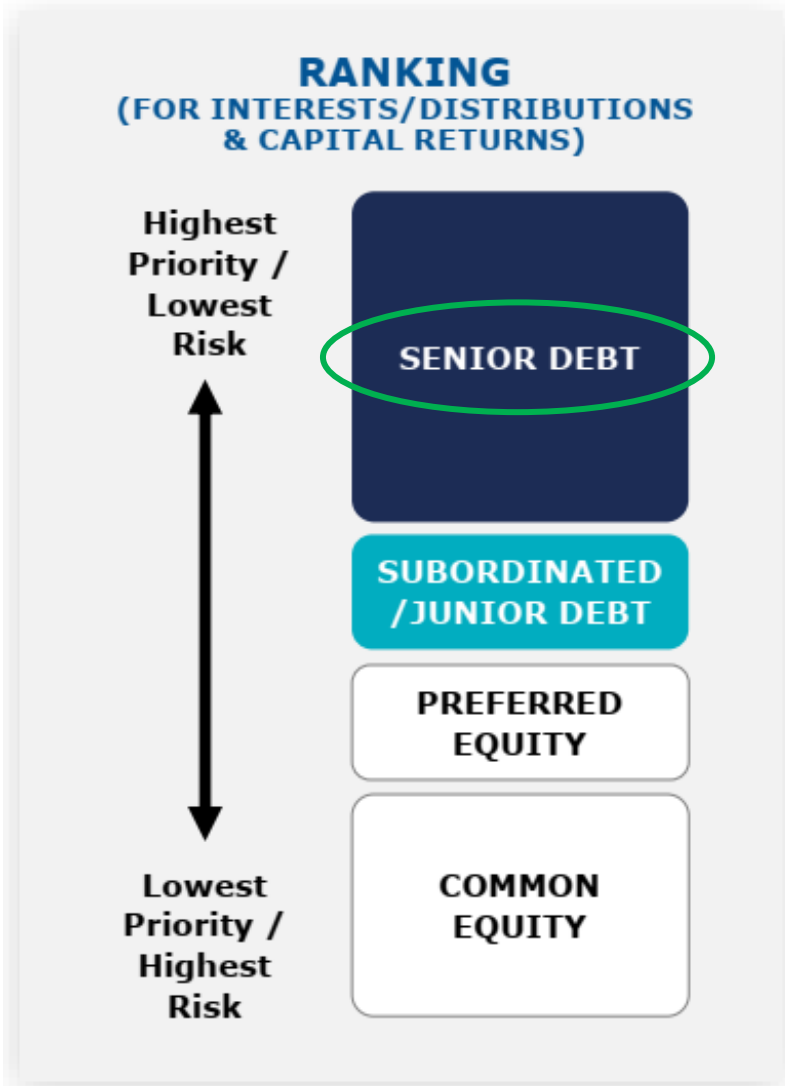 RANKING
(FOR INTERESTS/DISTRIBUTIONS
& CAPITAL RETURNS)
Highest
Priority /
Lowest
Risk
SENIOR DEBT
SUBORDINATED
/JUNIOR DEBT
PREFERRED
EQUITY
Lowest
Priority /
Highest
Risk
COMMON
EQUITY